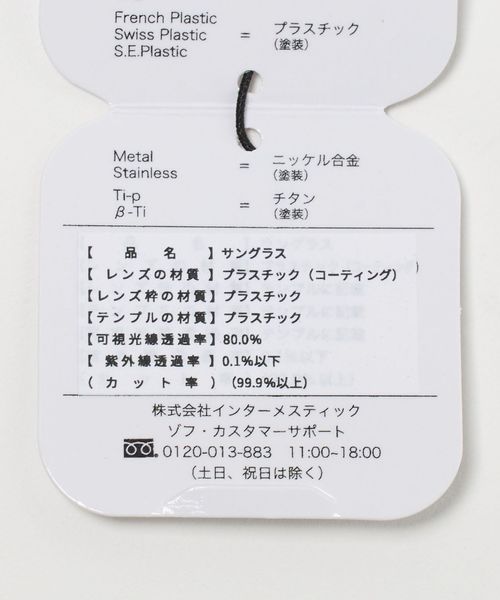 French Plastic
Swiss Plastic = プラスチック
S.E.Plastic (塗装)
Metal = ニッケル合金
Stainless (塗装)
Ti-p = チタン
β-Ti (塗装)
【 品名 】サングラス
【 レンズの材質 】プラスチック（コーティング）
【レンズ枠の材質】プラスチック
【テンプルの材質】プラスチック
【可視光線透過率】80.0%
【 紫外線透過率 】0.1%以下
( カット率 ) (99.9%以上)
株式会社インターメスティック
ゾフ・カスタマーサポート
0120-013-883 11:00~18:00
（土日、祝日は除く）